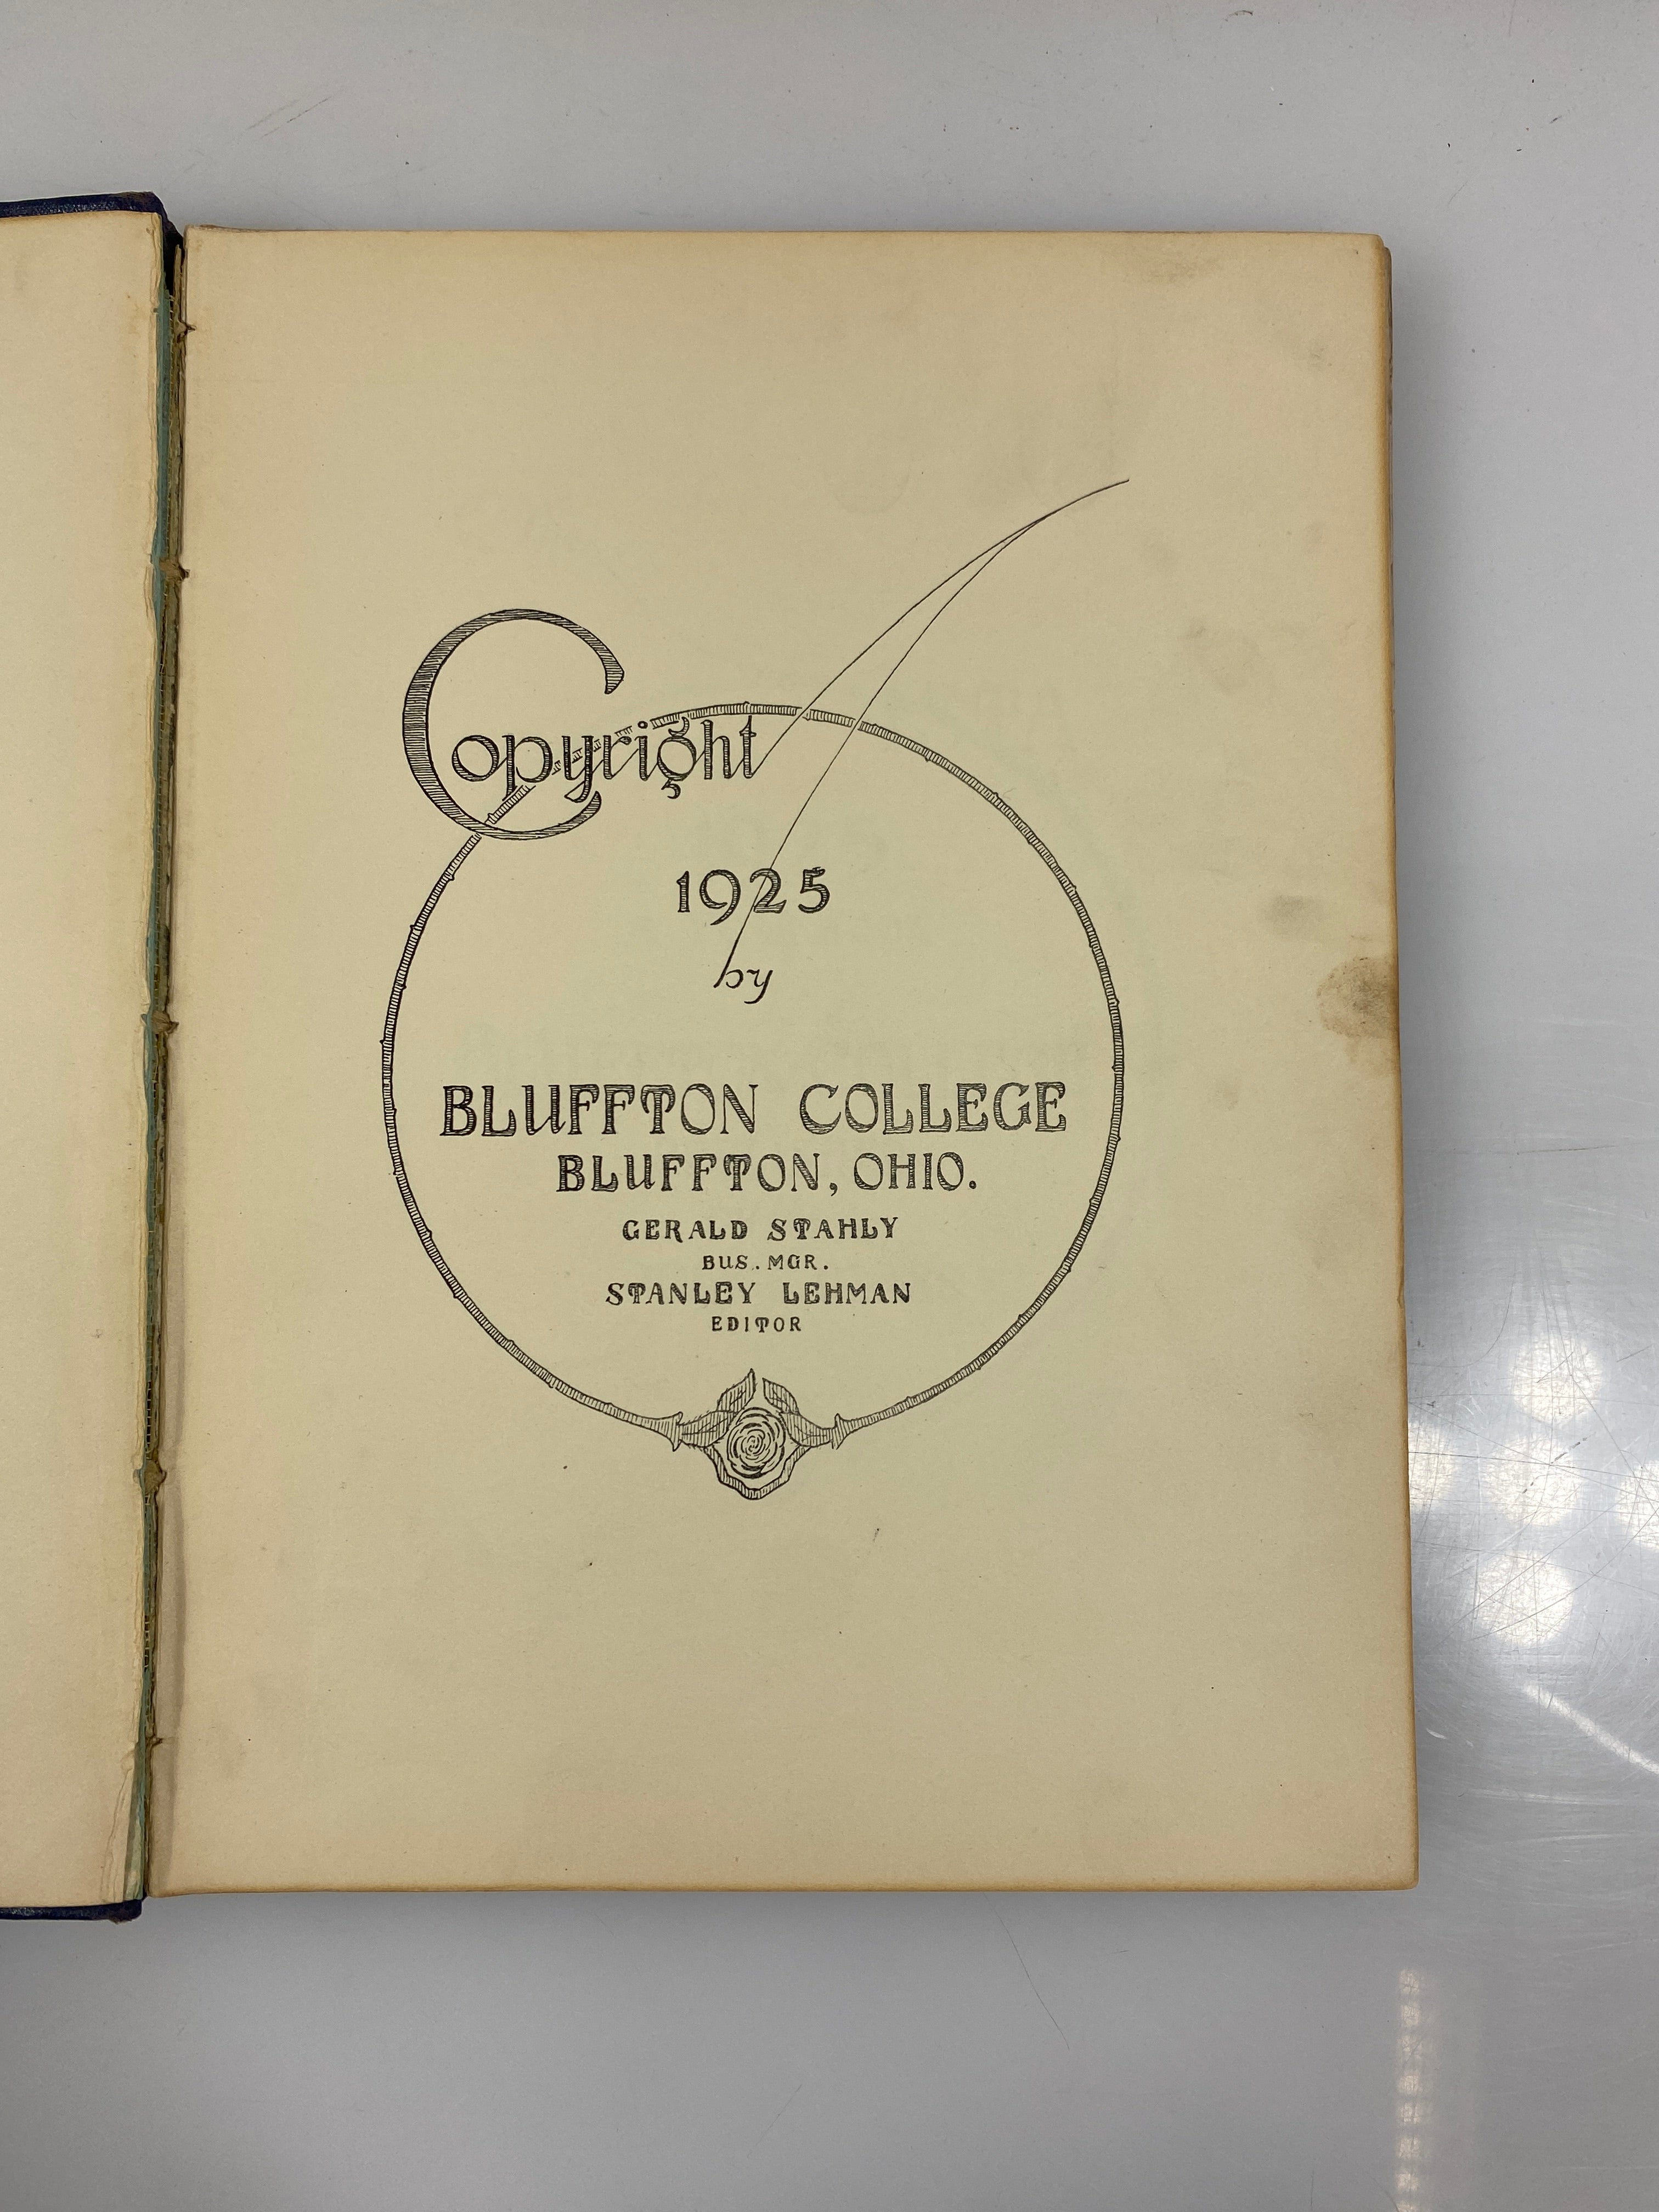 Copyright
1925
by
BLUFFTON COLLEGE
BLUFFTON, OHIO.
GERALD STAHLY
BUS. MGR.
STANLEY LEHMAN
EDITOR